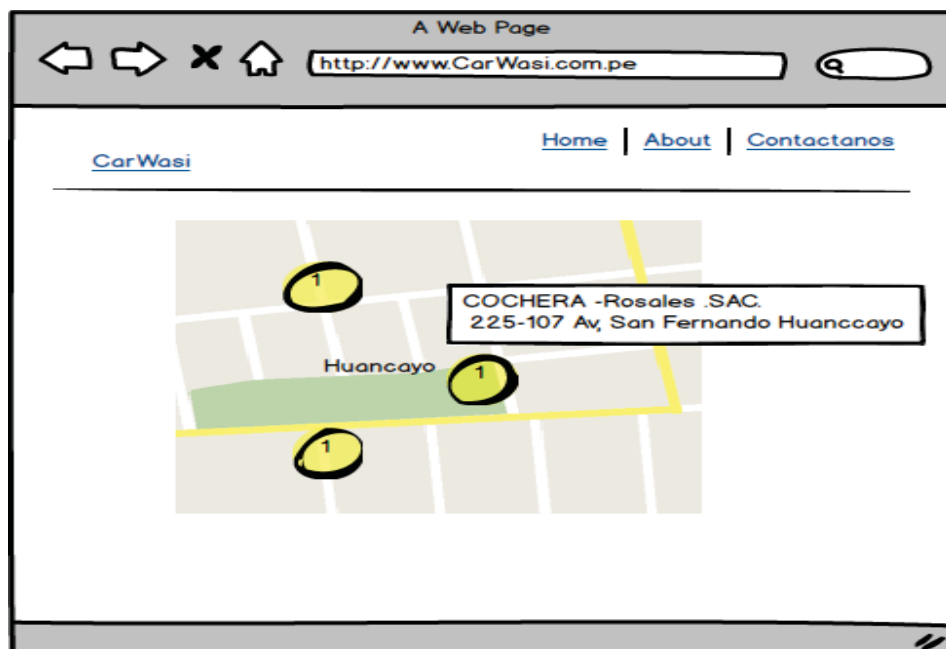 A Web Page
http://www.CarWasi.com.pe
Home | About | Contactanos
CarWasi
1
COCHERA -Rosales .SAC.
225-107 Av, San Fernando Huanccayo
Huancayo
1
1